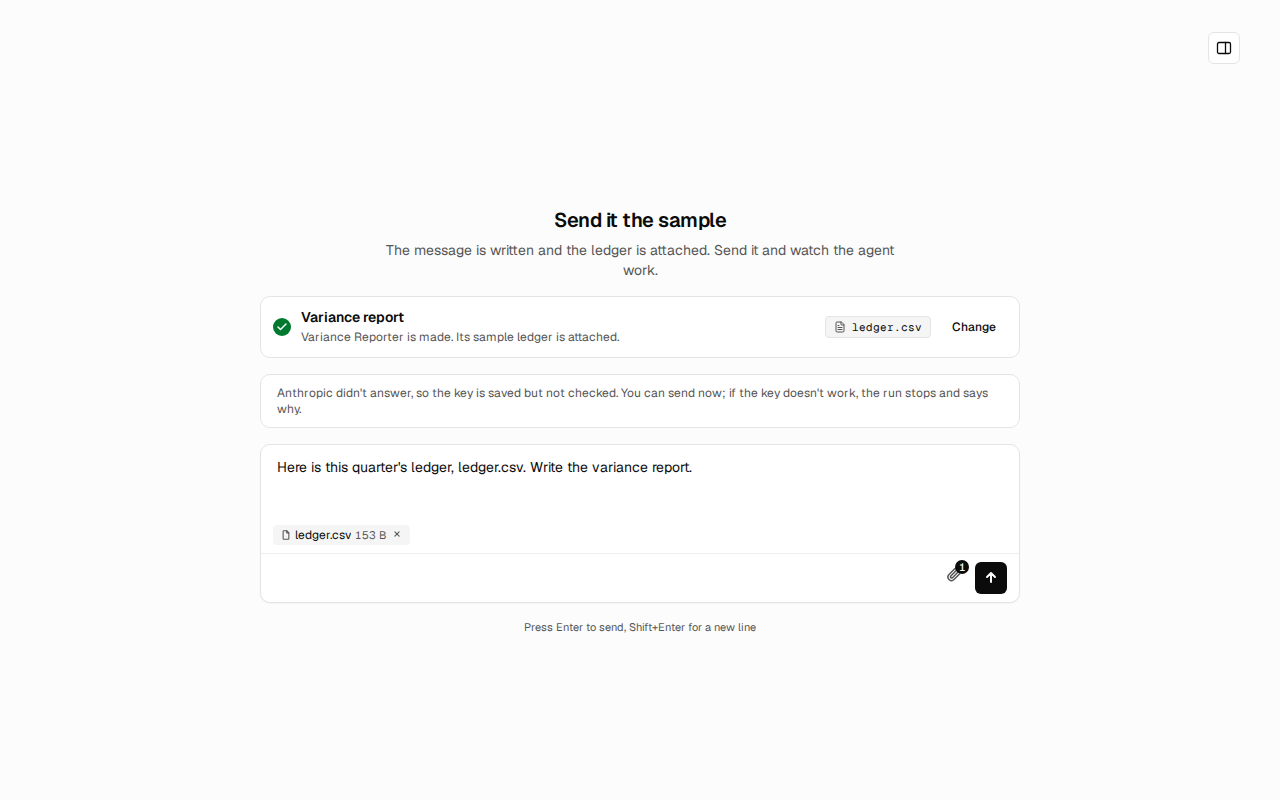 Send it the sample
The message is written and the ledger is attached. Send it and watch the agent
work.
Variance report
Variance Reporter is made. Its sample ledger is attached.
ledger.csv
Change
Anthropic didn't answer, so the key is saved but not checked. You can send now; if the key doesn't work, the run stops and says
why.
Here is this quarter's ledger, ledger.csv. Write the variance report.
ledger.csv 153 B ×
1
Press Enter to send, Shift+Enter for a new line